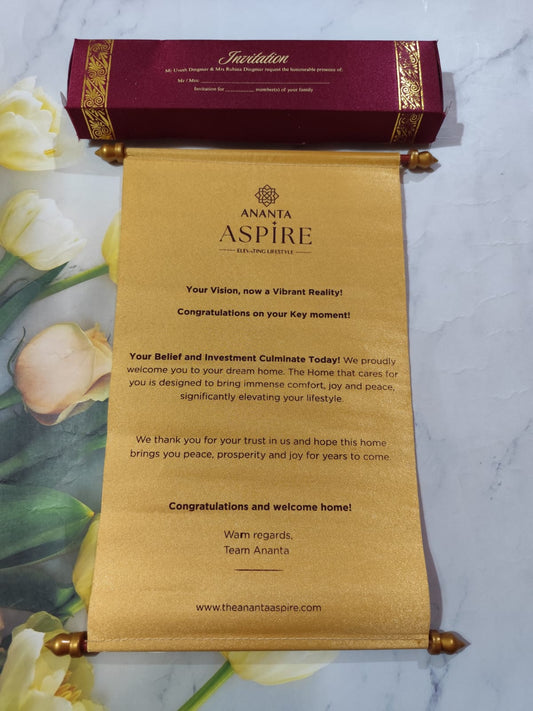 Invitation
Mr Umesh Dingmar & Mrs Rubina Dingmar request the honourable presence of.
Mr / Mrs
Invitation for member(s) of your family
ANANTA
ASPIRE
ELEVATING LIFESTYLE
Your Vision, now a Vibrant Reality!
Congratulations on your Key moment!
Your Belief and Investment Culminate Today! We proudly
welcome you to your dream home. The Home that cares for
you is designed to bring immense comfort, joy and peace,
significantly elevating your lifestyle.
We thank you for your trust in us and hope this home
brings you peace, prosperity and joy for years to come.
Congratulations and welcome home!
Warm regards,
Team Ananta
www.theanantaaspire.com